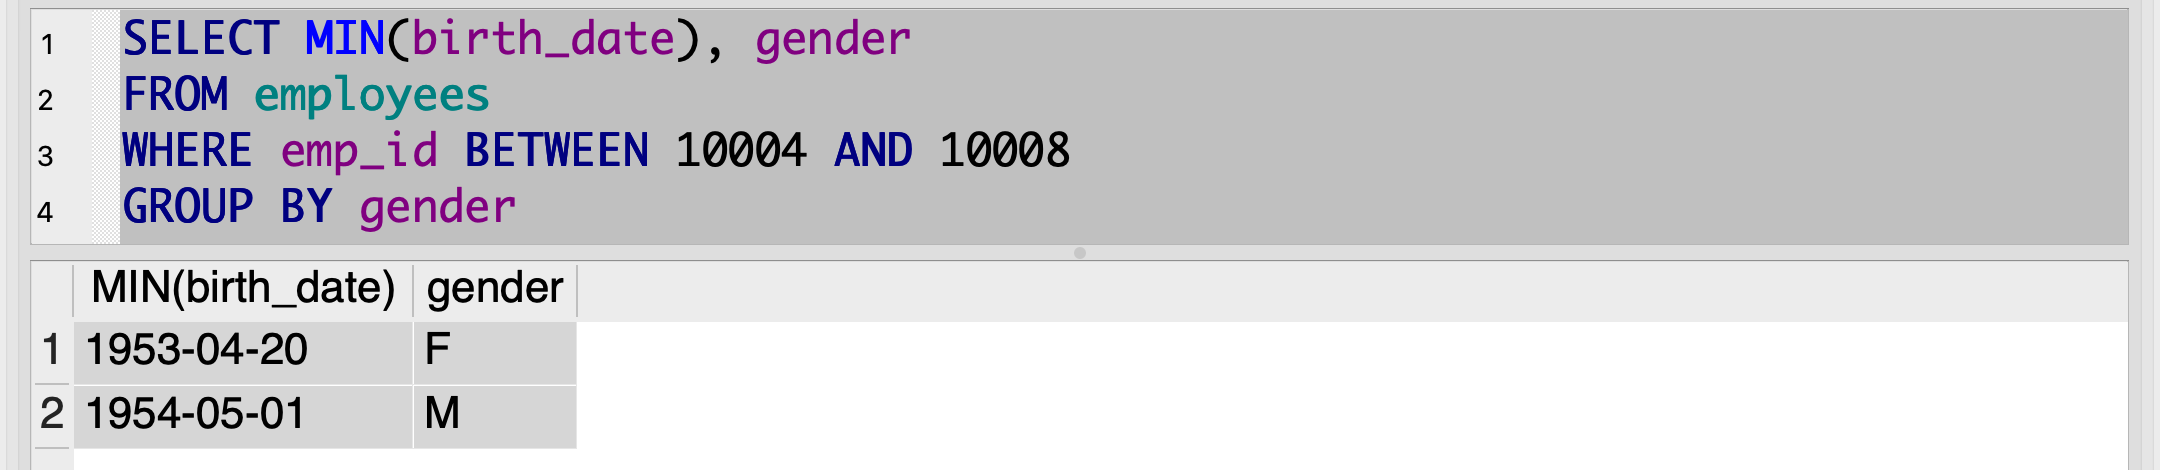 1 SELECT MIN(birth_date), gender
2 FROM employees
3 WHERE emp_id BETWEEN 10004 AND 10008
4 GROUP BY gender
MIN(birth_date) gender
1 1953-04-20 F
2 1954-05-01 M